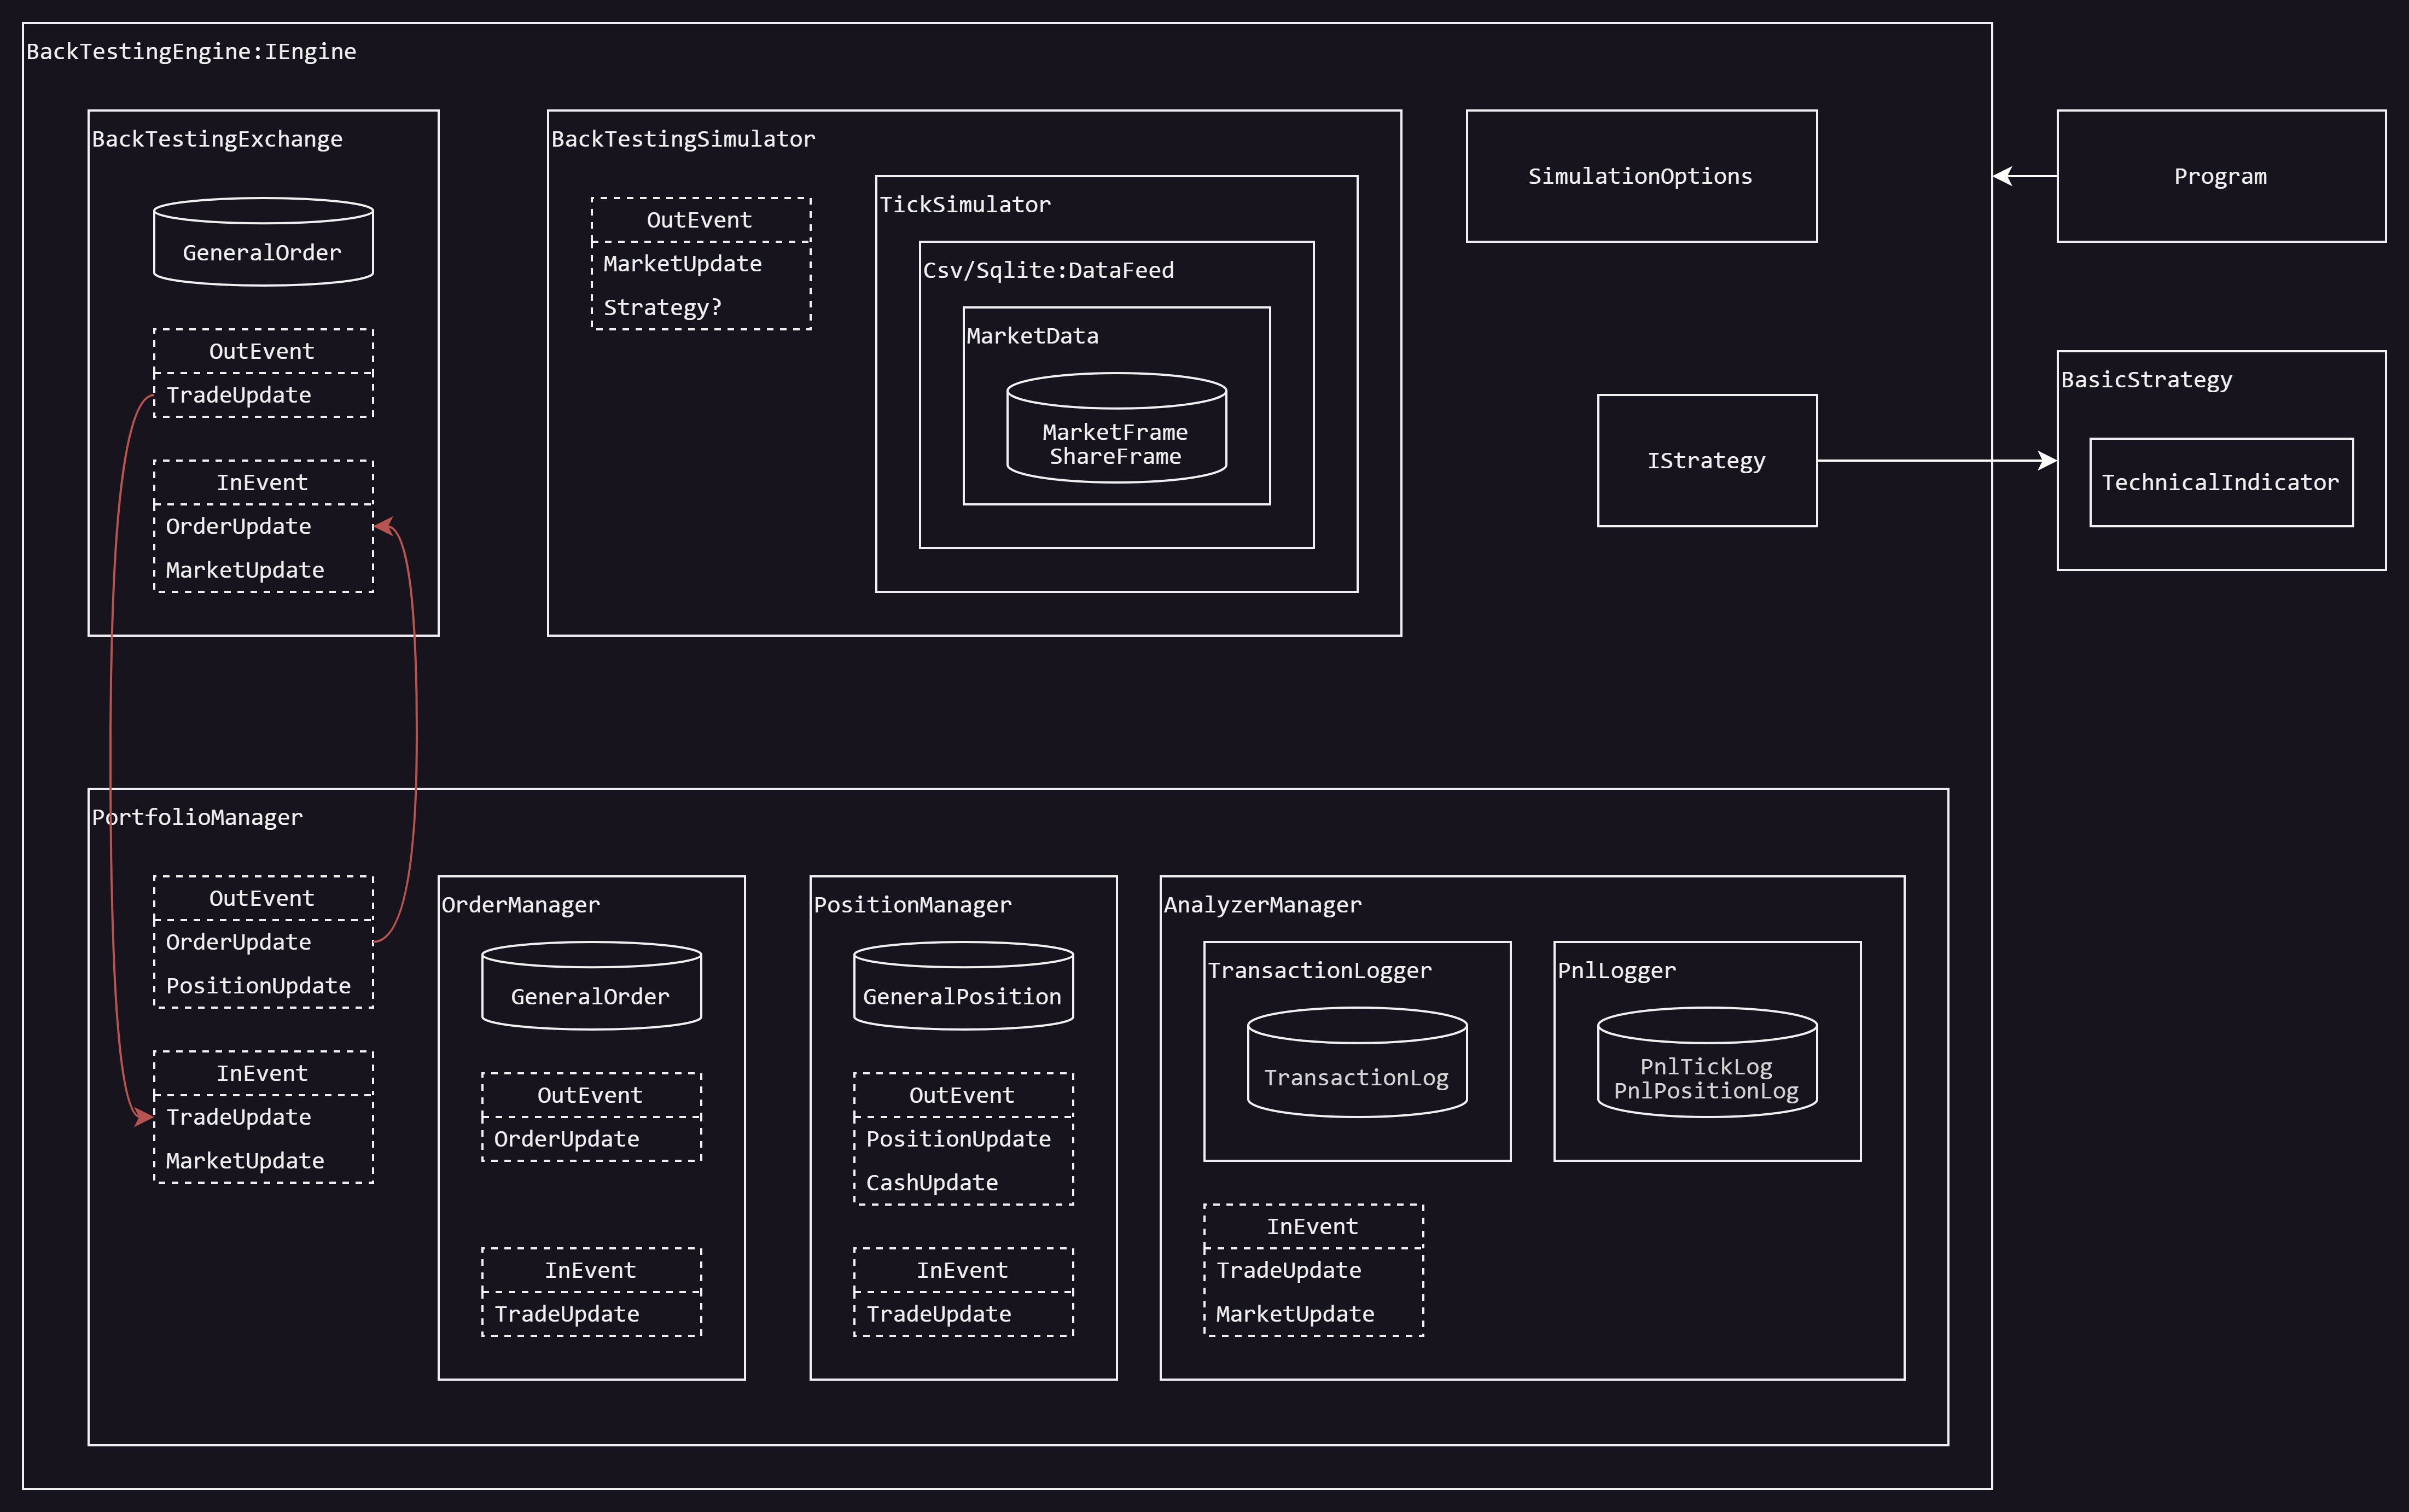 BackTestingEngine:IEngine
BackTestingExchange
GeneralOrder
OutEvent
TradeUpdate
InEvent
OrderUpdate
MarketUpdate
BackTestingSimulator
OutEvent
MarketUpdate
Strategy?
TickSimulator
Csv/Sqlite:DataFeed
MarketData
MarketFrame
ShareFrame
SimulationOptions
Program
IStrategy
BasicStrategy
TechnicalIndicator
PortfolioManager
OutEvent
OrderUpdate
PositionUpdate
InEvent
TradeUpdate
MarketUpdate
OrderManager
GeneralOrder
OutEvent
OrderUpdate
InEvent
TradeUpdate
PositionManager
GeneralPosition
OutEvent
PositionUpdate
CashUpdate
InEvent
TradeUpdate
AnalyzerManager
TransactionLogger
TransactionLog
PnlLogger
PnlTickLog
PnlPositionLog
InEvent
TradeUpdate
MarketUpdate